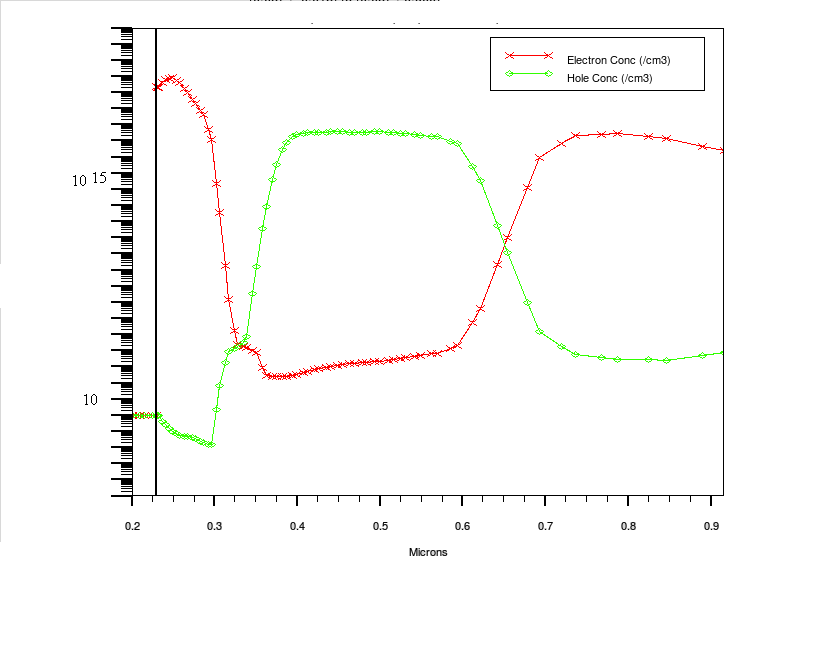 Electron Conc (/cm3)
Hole Conc (/cm3)
10 15
10
0.2 0.3 0.4 0.5 0.6 0.7 0.8 0.9
Microns